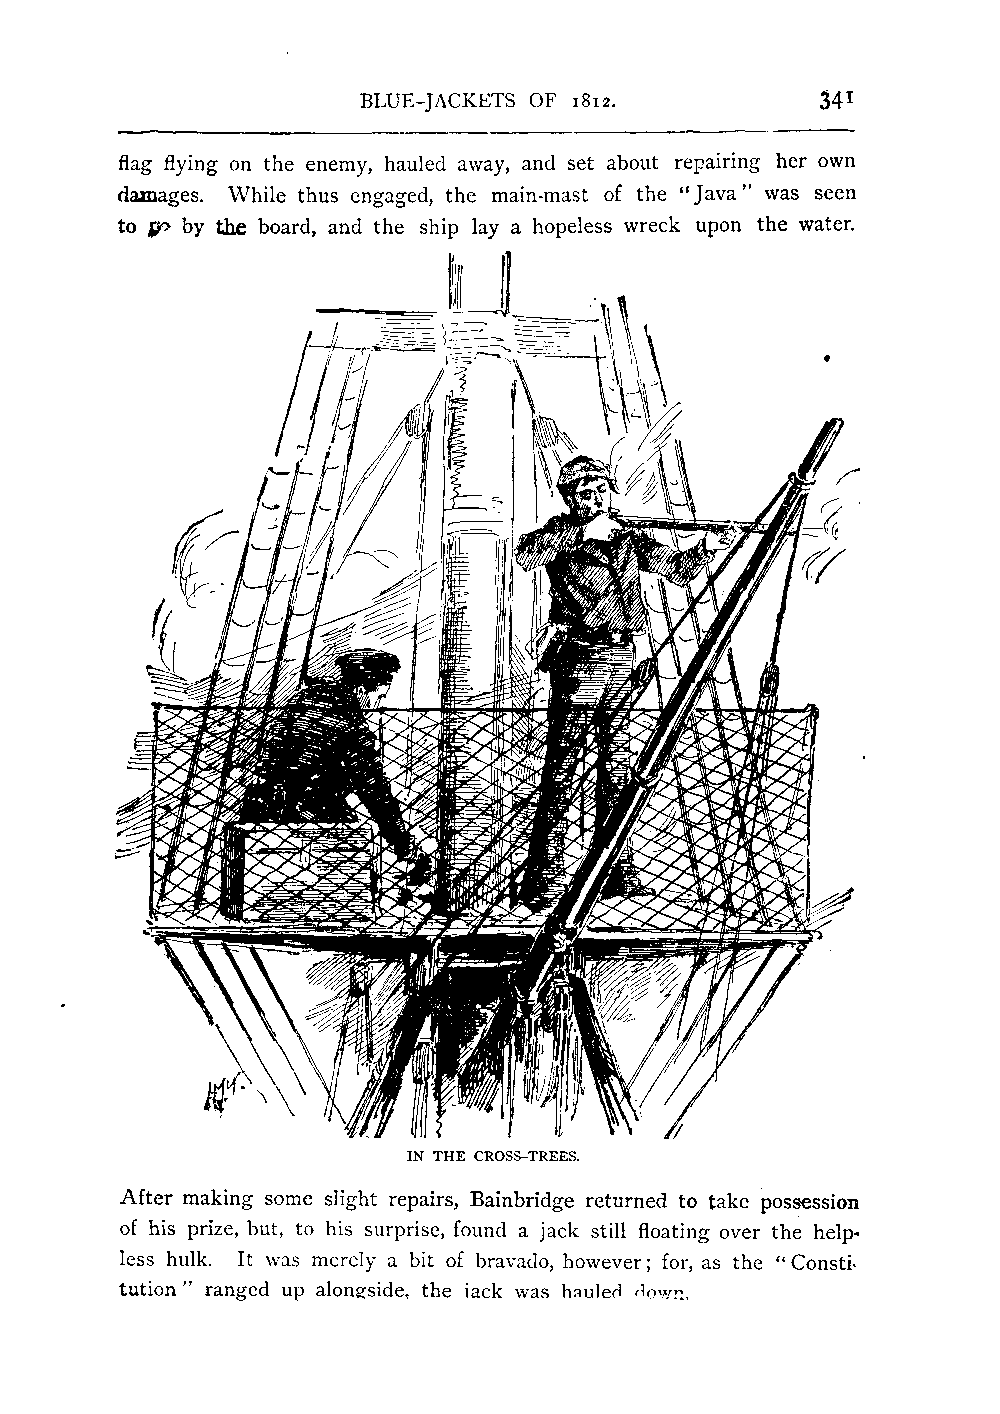 BLUE-JACKETS OF 1812. 341
flag flying on the enemy, hauled away, and set about repairing her own
damages. While thus engaged, the main-mast of the "Java" was seen
to go by the board, and the ship lay a hopeless wreck upon the water.
IN THE CROSS-TREES.
After making some slight repairs, Bainbridge returned to take possession
of his prize, but, to his surprise, found a jack still floating over the help-
less hulk. It was merely a bit of bravado, however; for, as the "Consti-
tution" ranged up alongside, the jack was hauled down.